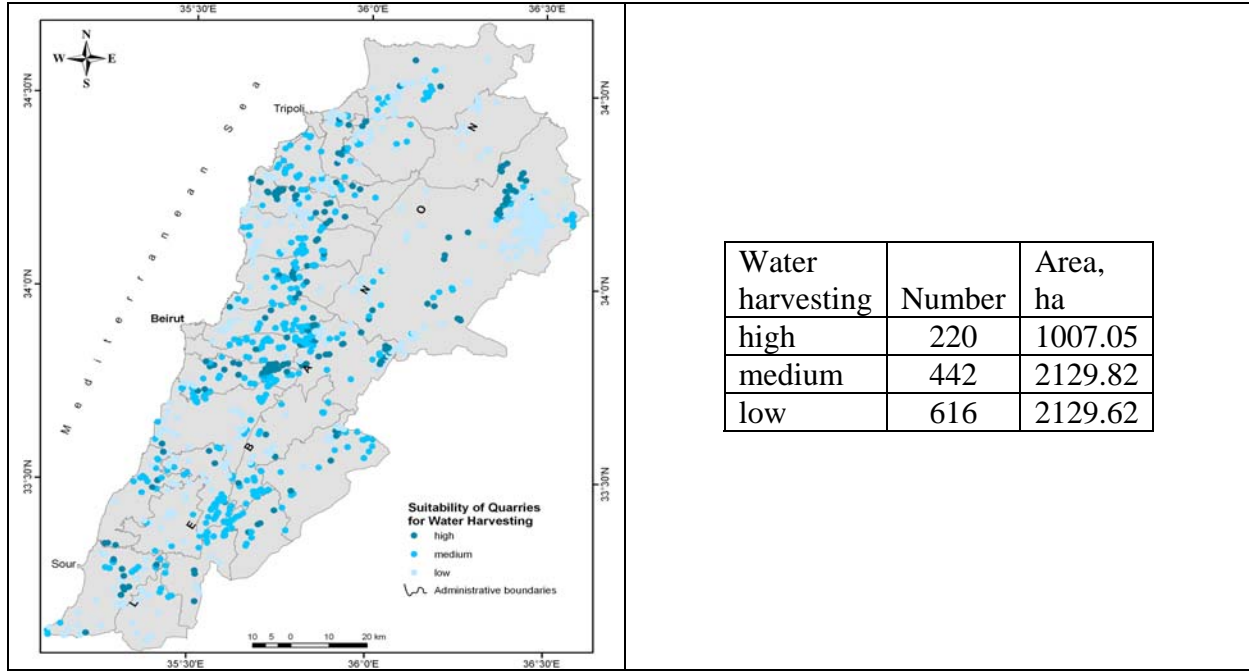 35°30'E
36°0'E
36°30'E
N
W E
S
34°30'N
34°30'N
Tripoli
Mediterranean Sea
34°0'N
34°0'N
Beirut
LEBANON
33°30'N
33°30'N
Sour
Suitability of Quarries
for Water Harvesting
high
medium
low
Administrative boundaries
10 5 0 10 20 km
35°30'E
36°0'E
36°30'E
Water harvesting Number Area, ha
high 220 1007.05
medium 442 2129.82
low 616 2129.62